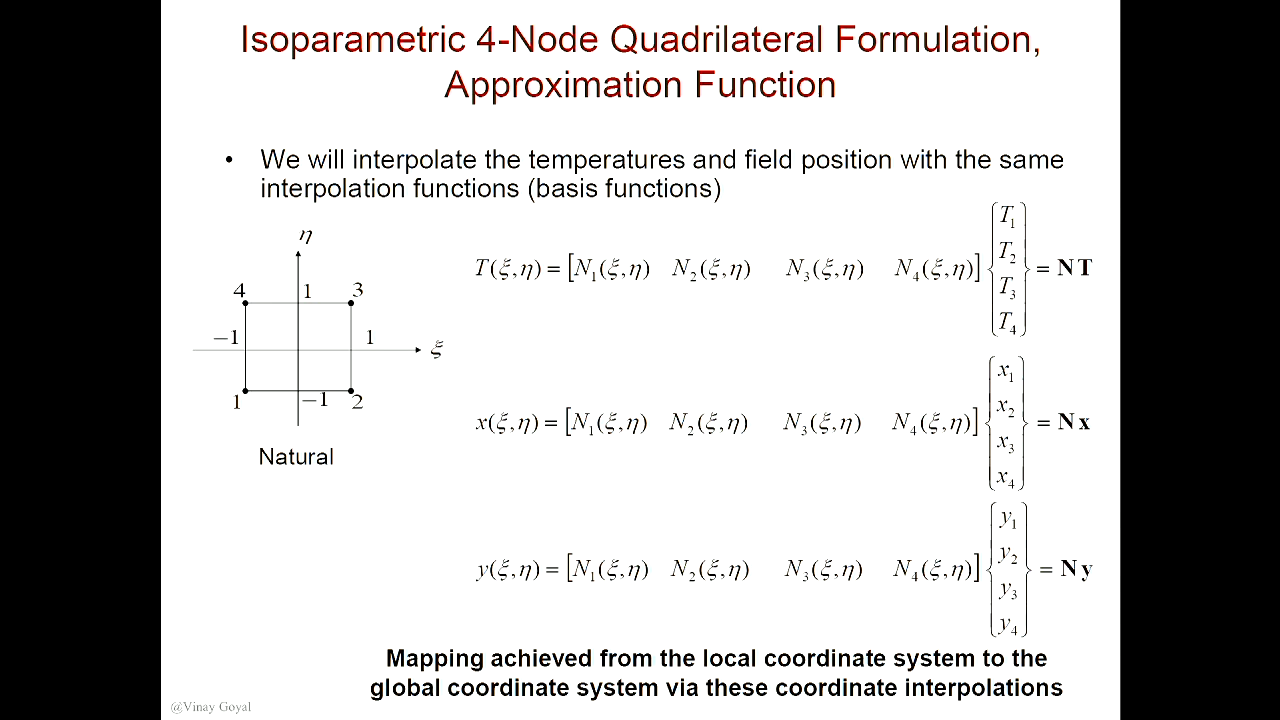 Isoparametric 4-Node Quadrilateral Formulation,
Approximation Function
• We will interpolate the temperatures and field position with the same
interpolation functions (basis functions)
η
4 1 3
−1 1
ξ
1 −1 2
Natural
T(ξ,η) = [N₁(ξ,η) N₂(ξ,η) N₃(ξ,η) N₄(ξ,η)] {T₁ T₂ T₃ T₄} = NT
x(ξ,η) = [N₁(ξ,η) N₂(ξ,η) N₃(ξ,η) N₄(ξ,η)] {x₁ x₂ x₃ x₄} = Nx
y(ξ,η) = [N₁(ξ,η) N₂(ξ,η) N₃(ξ,η) N₄(ξ,η)] {y₁ y₂ y₃ y₄} = Ny
Mapping achieved from the local coordinate system to the
global coordinate system via these coordinate interpolations
@Vinay Goyal